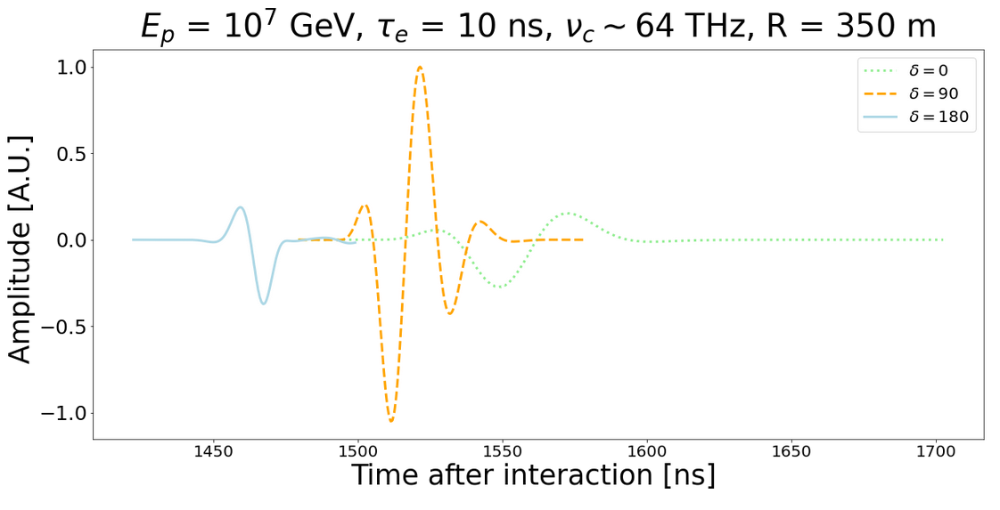 E_p = 10^7 GeV, τ_e = 10 ns, ν_c ~ 64 THz, R = 350 m
δ = 0
δ = 90
δ = 180
1.0
0.5
0.0
−0.5
−1.0
Amplitude [A.U.]
1450 1500 1550 1600 1650 1700
Time after interaction [ns]